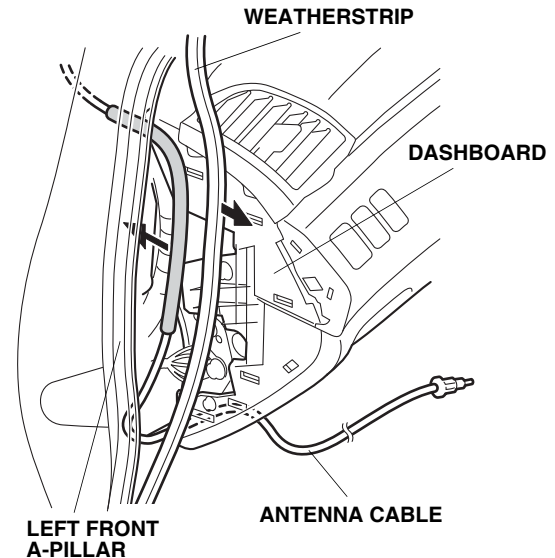 WEATHERSTRIP
DASHBOARD
ANTENNA CABLE
LEFT FRONT
A-PILLAR